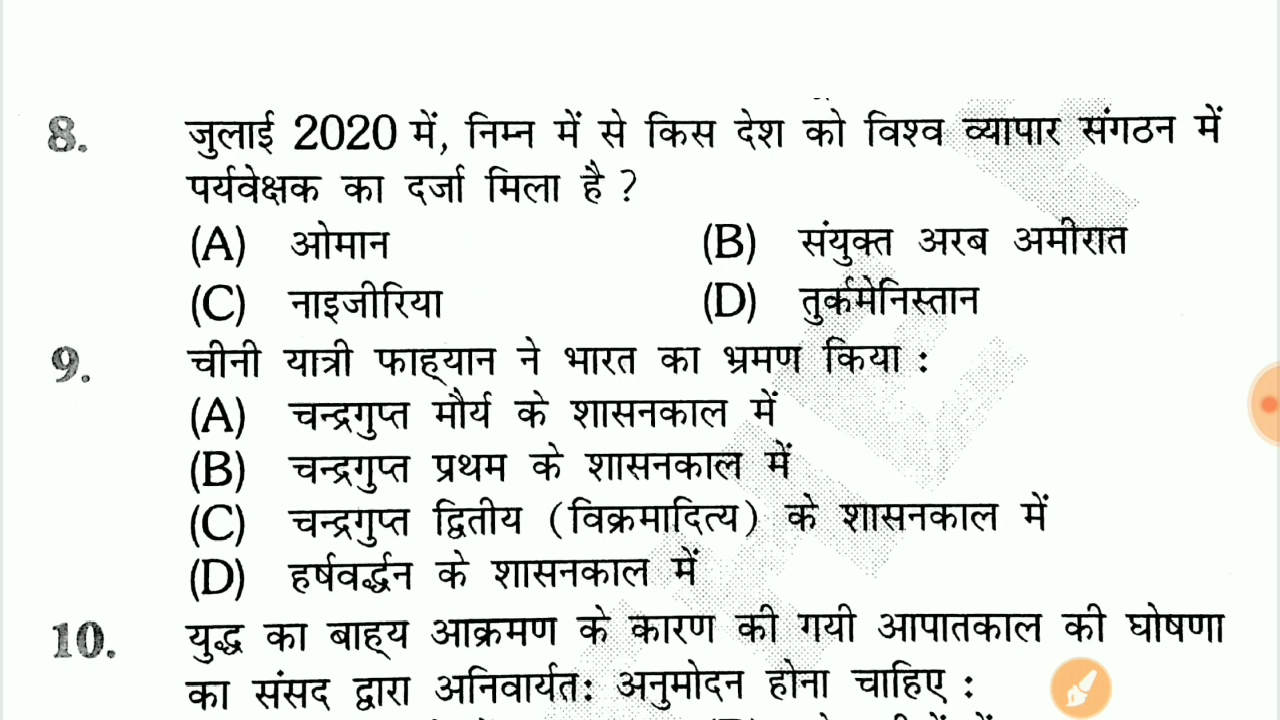 8. जुलाई 2020 में, निम्न में से किस देश को विश्व व्यापार संगठन में
पर्यवेक्षक का दर्जा मिला है ?
(A) ओमान (B) संयुक्त अरब अमीरात
(C) नाइजीरिया (D) तुर्कमेनिस्तान
9. चीनी यात्री फाह्यान ने भारत का भ्रमण किया :
(A) चन्द्रगुप्त मौर्य के शासनकाल में
(B) चन्द्रगुप्त प्रथम के शासनकाल में
(C) चन्द्रगुप्त द्वितीय (विक्रमादित्य) के शासनकाल में
(D) हर्षवर्द्धन के शासनकाल में
10. युद्ध का बाह्य आक्रमण के कारण की गयी आपातकाल की घोषणा
का संसद द्वारा अनिवार्यतः अनुमोदन होना चाहिए :